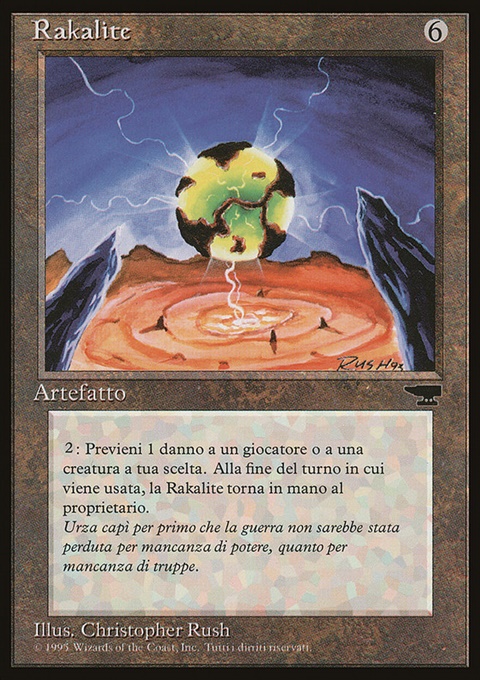 Rakalite 6
RUSH93
Artefatto
2: Previeni 1 danno a un giocatore o a una
creatura a tua scelta. Alla fine del turno in cui
viene usata, la Rakalite torna in mano al
proprietario.
Urza capì per primo che la guerra non sarebbe stata
perduta per mancanza di potere, quanto per
mancanza di truppe.
Illus. Christopher Rush
© 1995 Wizards of the Coast, Inc. Tutti i diritti riservati.